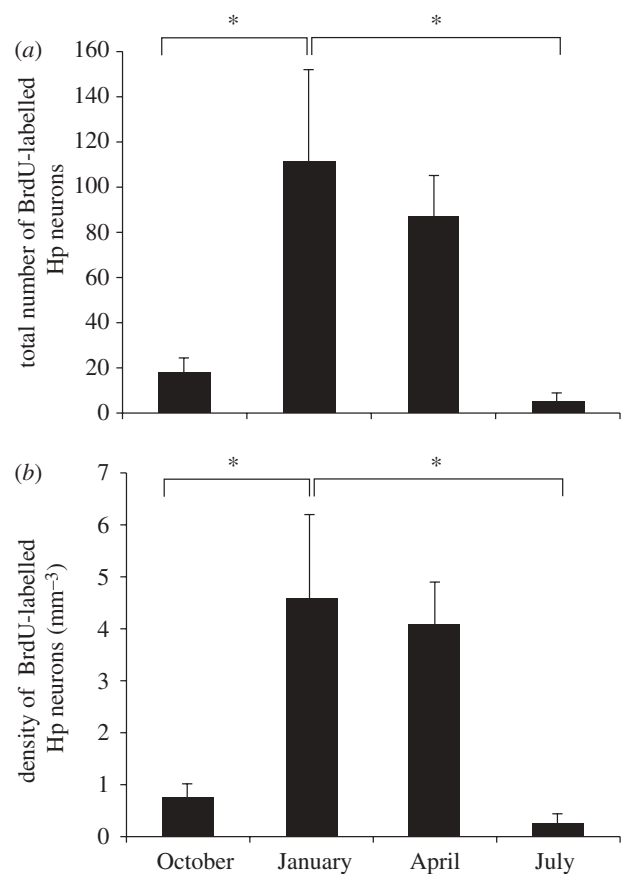 (a)
* *
160
140
120
100
80
60
40
20
0
total number of BrdU-labelled
Hp neurons
(b)
* *
7
6
5
4
3
2
1
0
density of BrdU-labelled
Hp neurons (mm⁻³)
October January April July